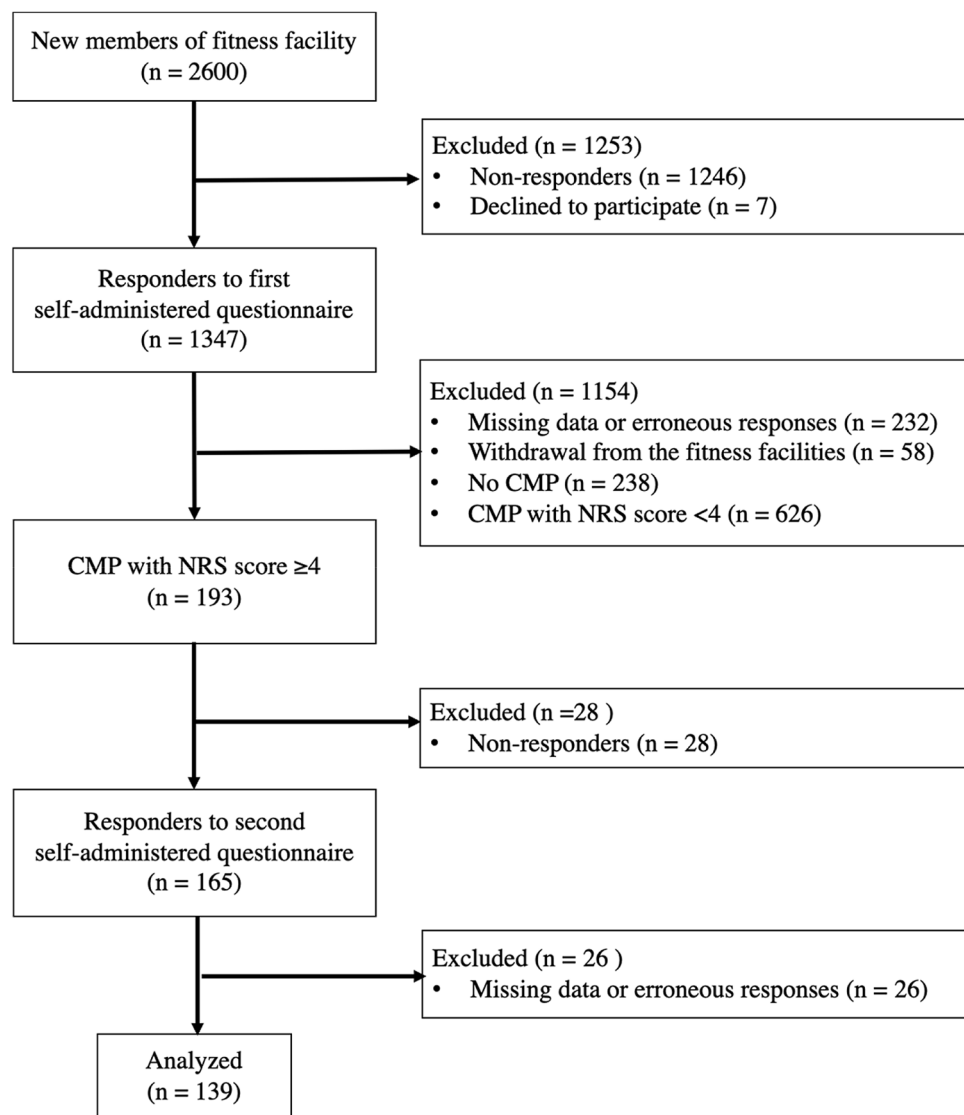 New members of fitness facility
(n = 2600)
Excluded (n = 1253)
• Non-responders (n = 1246)
• Declined to participate (n = 7)
Responders to first
self-administered questionnaire
(n = 1347)
Excluded (n = 1154)
• Missing data or erroneous responses (n = 232)
• Withdrawal from the fitness facilities (n = 58)
• No CMP (n = 238)
• CMP with NRS score <4 (n = 626)
CMP with NRS score ≥4
(n = 193)
Excluded (n =28 )
• Non-responders (n = 28)
Responders to second
self-administered questionnaire
(n = 165)
Excluded (n = 26 )
• Missing data or erroneous responses (n = 26)
Analyzed
(n = 139)